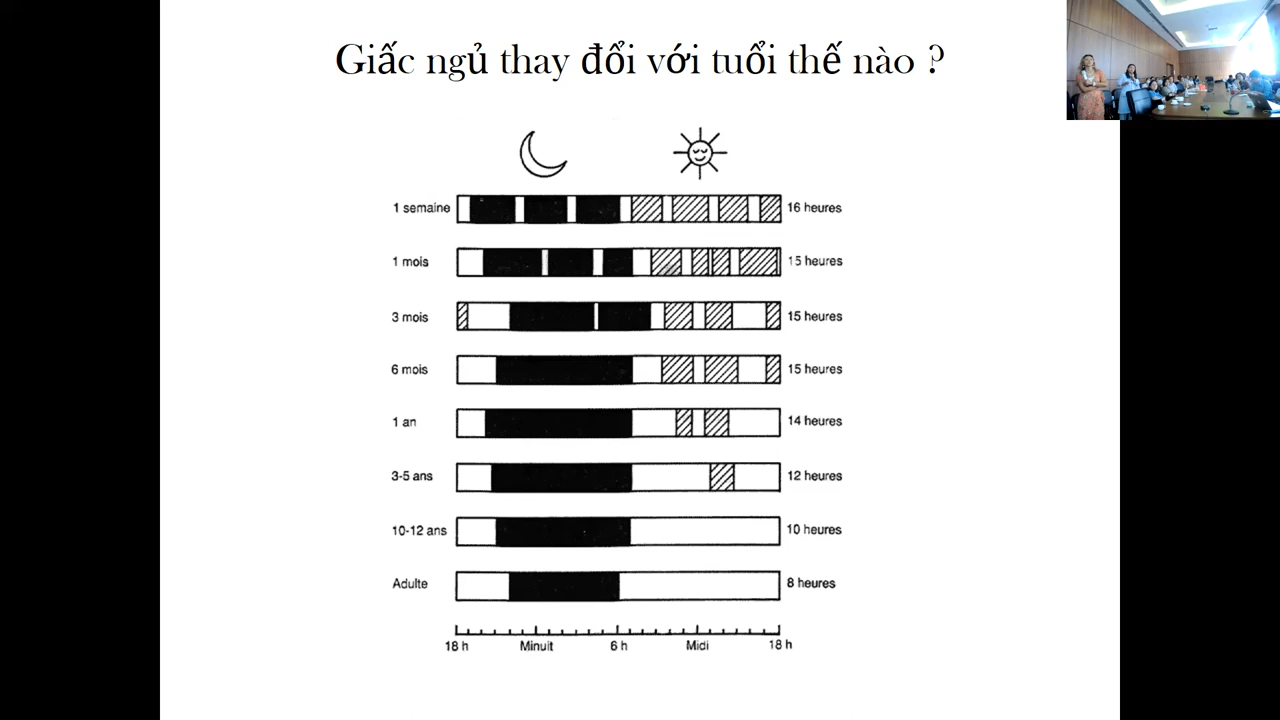 Giấc ngủ thay đổi với tuổi thế nào ?
1 semaine 16 heures
1 mois 15 heures
3 mois 15 heures
6 mois 15 heures
1 an 14 heures
3-5 ans 12 heures
10-12 ans 10 heures
Adulte 8 heures
18 h Minuit 6 h Midi 18 h